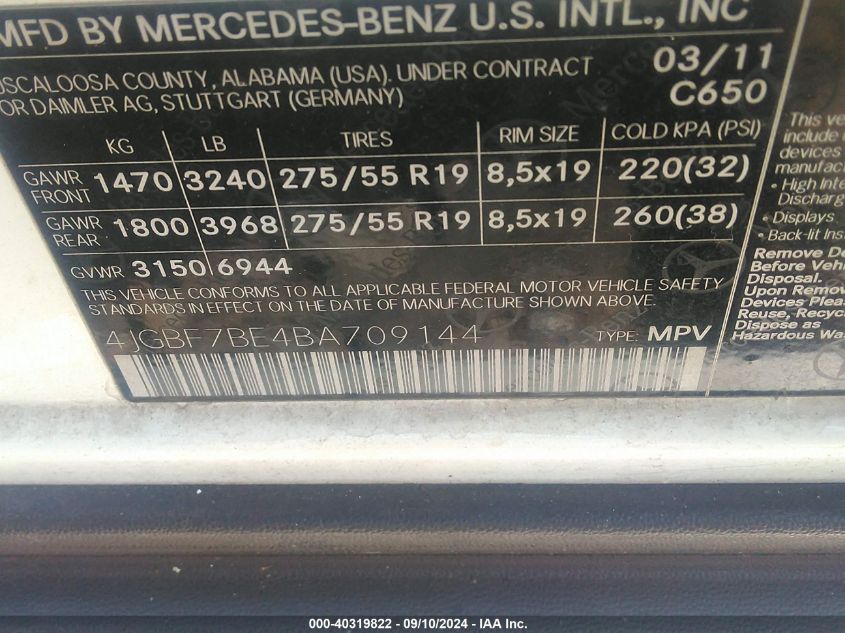 MFD BY MERCEDES-BENZ U.S. INTL., INC
USCALOOSA COUNTY, ALABAMA (USA). UNDER CONTRACT 03/11
OR DAIMLER AG, STUTTGART (GERMANY) C650
KG LB TIRES RIM SIZE COLD KPA (PSI)
GAWR FRONT 1470 3240 275/55 R19 8,5x19 220(32)
GAWR REAR 1800 3968 275/55 R19 8,5x19 260(38)
GVWR 3150 6944
THIS VEHICLE CONFORMS TO ALL APPLICABLE FEDERAL MOTOR VEHICLE SAFETY
STANDARDS IN EFFECT ON THE DATE OF MANUFACTURE SHOWN ABOVE.
4JGBF7BE4BA709144 TYPE: MPV
This ve
include
devices
manufac
• High Inte
Discharg
• Displays
• Back-lit Ins
Remove De
Before Vehi
Disposal.
Upon Remov
Devices Pleas
Reuse, Recyc
Dispose as
Hazardous Wa
000-40319822 - 09/10/2024 - IAA Inc.